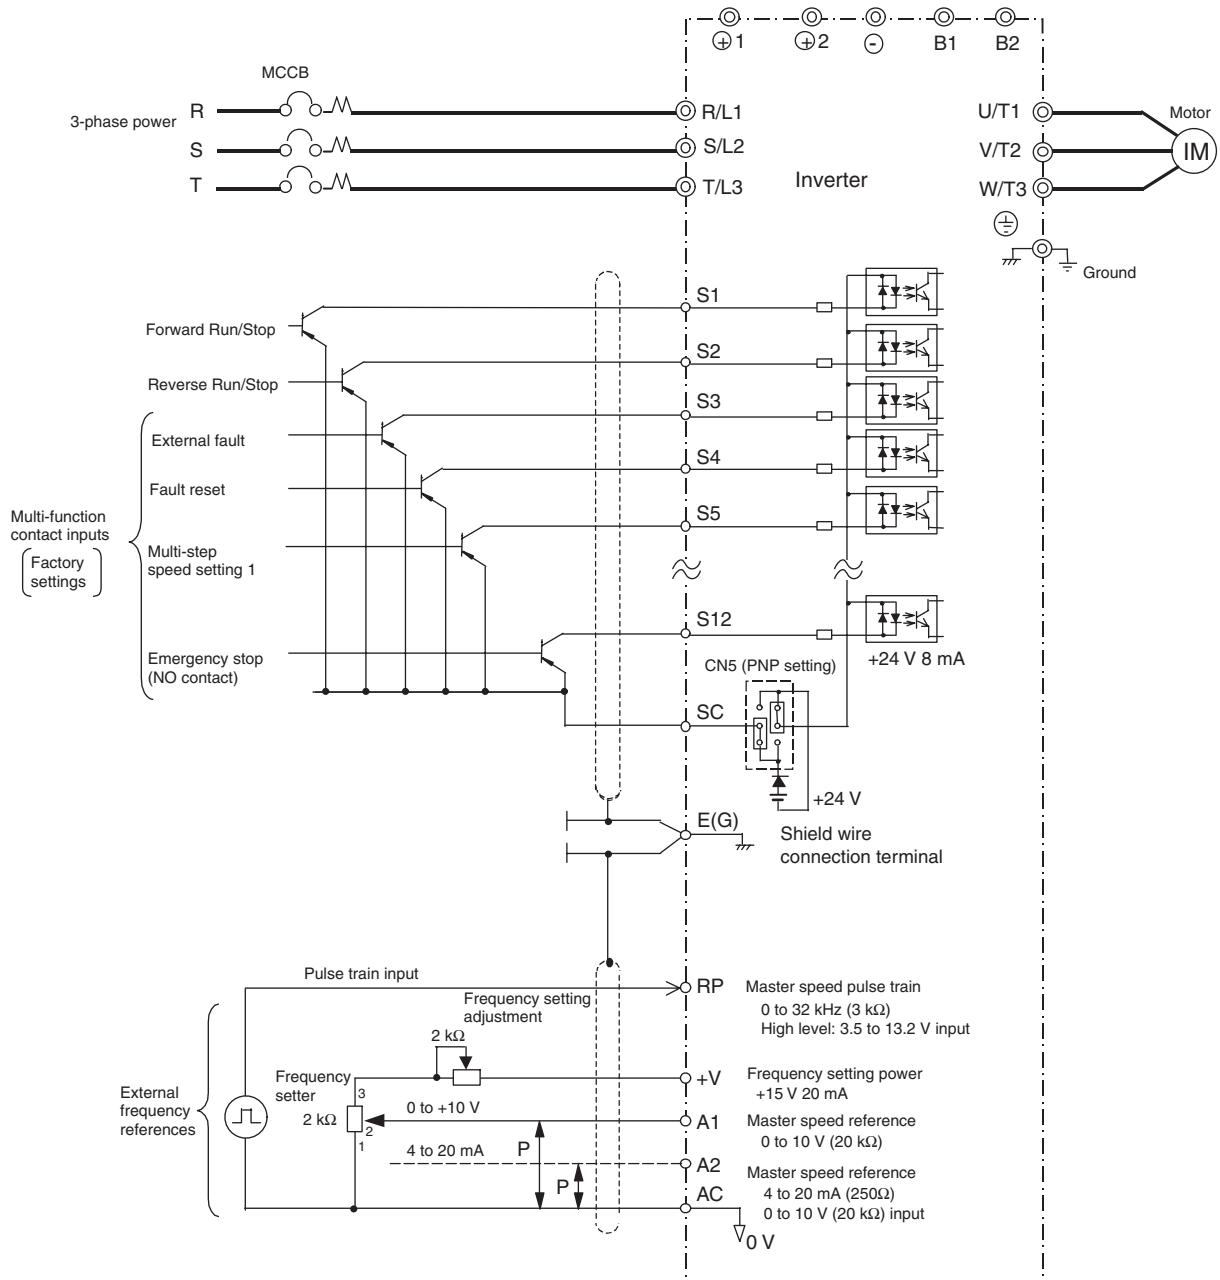 ⊕1 ⊕2 ⊖ B1 B2
MCCB
3-phase power
R
S
T
R/L1
S/L2
T/L3
Inverter
U/T1
V/T2
W/T3
Motor
IM
Ground
Forward Run/Stop
Reverse Run/Stop
External fault
Fault reset
Multi-step
speed setting 1
Emergency stop
(NO contact)
Multi-function
contact inputs
Factory
settings
S1
S2
S3
S4
S5
S12
+24 V 8 mA
CN5 (PNP setting)
SC
+24 V
E(G)
Shield wire
connection terminal
Pulse train input
RP
Master speed pulse train
0 to 32 kHz (3 kΩ)
High level: 3.5 to 13.2 V input
Frequency setting
adjustment
2 kΩ
External
frequency
references
Frequency
setter
2 kΩ
3
2
1
+V
Frequency setting power
+15 V 20 mA
0 to +10 V
P
A1
Master speed reference
0 to 10 V (20 kΩ)
4 to 20 mA
P
A2
Master speed reference
4 to 20 mA (250Ω)
0 to 10 V (20 kΩ) input
AC
0 V